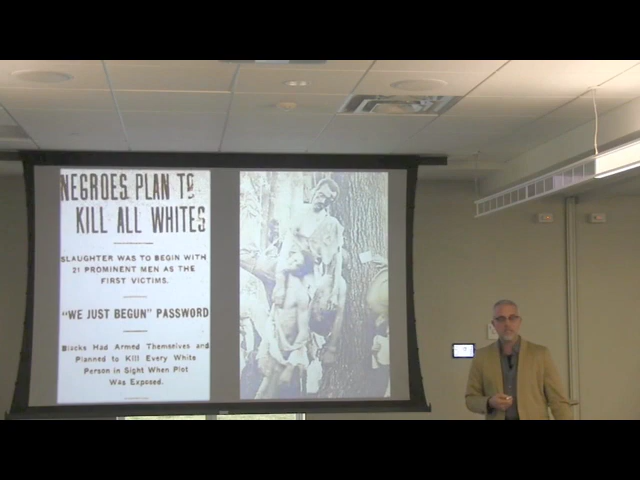 NEGROES PLAN TO
KILL ALL WHITES
SLAUGHTER WAS TO BEGIN WITH
21 PROMINENT MEN AS THE
FIRST VICTIMS.
"WE JUST BEGUN" PASSWORD
Blacks Had Armed Themselves and
Planned to Kill Every White
Person in Sight When Plot
Was Exposed.